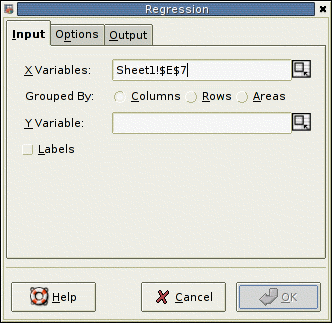 Regression
Input Options Output
X Variables: Sheet1!$E$7
Grouped By: Columns Rows Areas
Y Variable:
Labels
Help Cancel OK